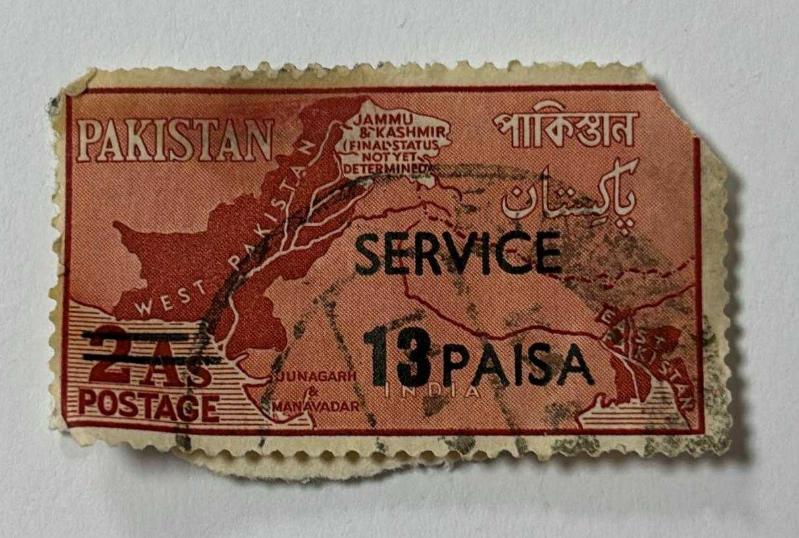 PAKISTAN
JAMMU
& KASHMIR
(FINAL STATUS
NOT YET
DETERMINED)
পাকিস্তান
پاکستان
WEST PAKISTAN
SERVICE
EAST
PAKISTAN
2 As
13 PAISA
INDIA
JUNAGARH
&
MANAVADAR
POSTAGE